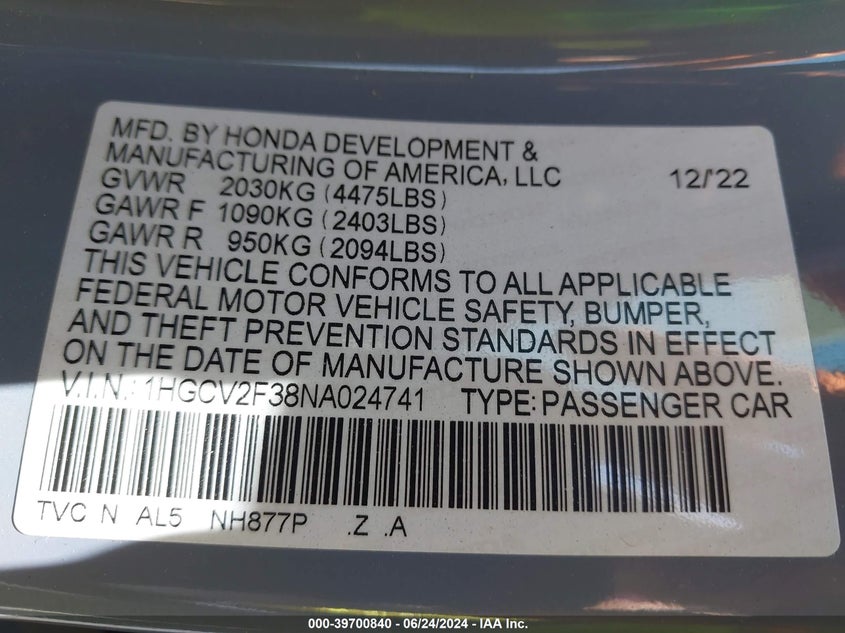 MFD. BY HONDA DEVELOPMENT &
MANUFACTURING OF AMERICA, LLC 12/'22
GVWR 2030KG (4475LBS)
GAWR F 1090KG (2403LBS)
GAWR R 950KG (2094LBS)
THIS VEHICLE CONFORMS TO ALL APPLICABLE
FEDERAL MOTOR VEHICLE SAFETY, BUMPER,
AND THEFT PREVENTION STANDARDS IN EFFECT
ON THE DATE OF MANUFACTURE SHOWN ABOVE.
V.I.N.: 1HGCV2F38NA024741 TYPE: PASSENGER CAR
TVC N AL5 NH877P .Z .A
000-39700840 - 06/24/2024 - IAA Inc.